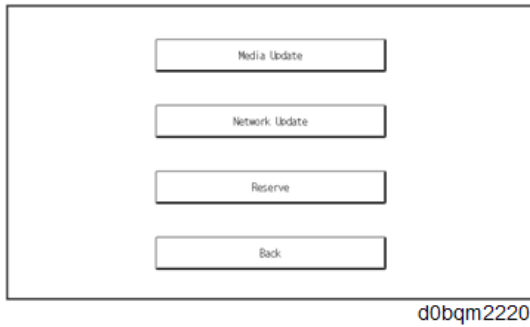 Media Update
Network Update
Reserve
Back
d0bqm2220